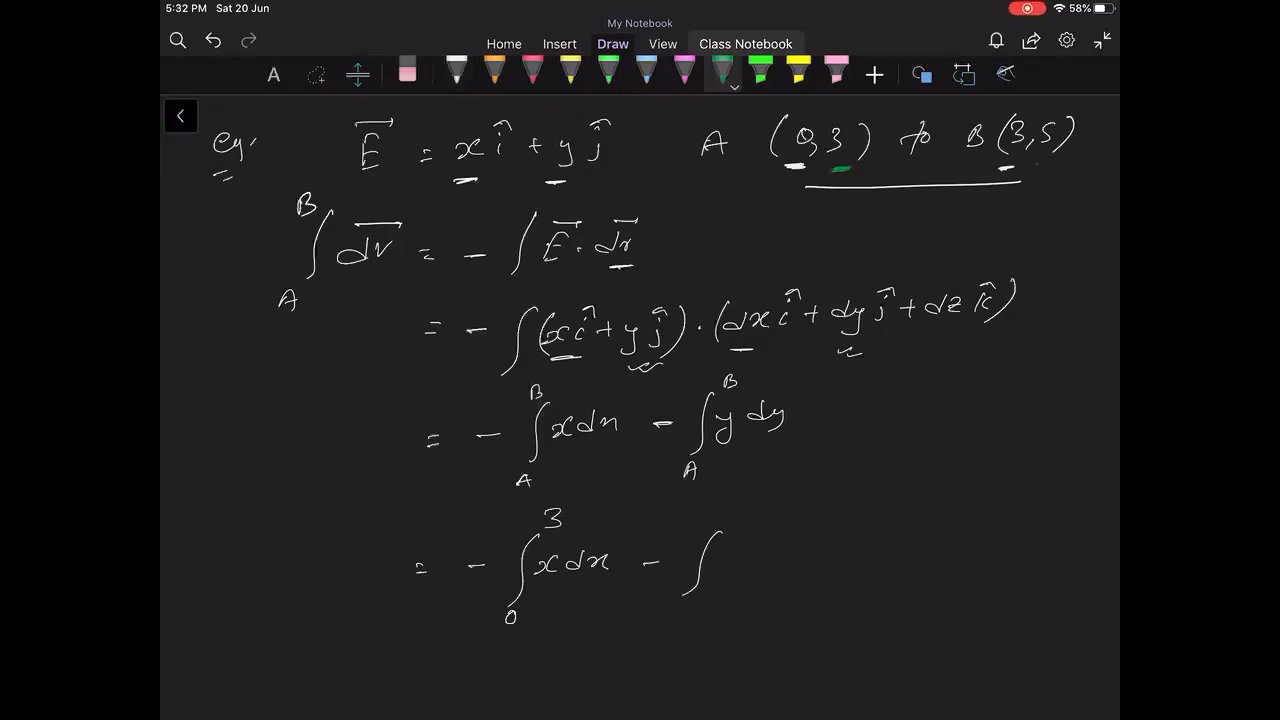 5:32 PM Sat 20 Jun 58%
My Notebook
Home Insert Draw View Class Notebook
A
eg: E⃗ = x î + y ĵ A (0,3) to B (3,5)
∫_A^B dV⃗ = - ∫ E⃗ · dr⃗
= - ∫ (x î + y ĵ) · (dx î + dy ĵ + dz k̂)
= - ∫_A^B x dx - ∫_A^B y dy
= - ∫_0^3 x dx - ∫